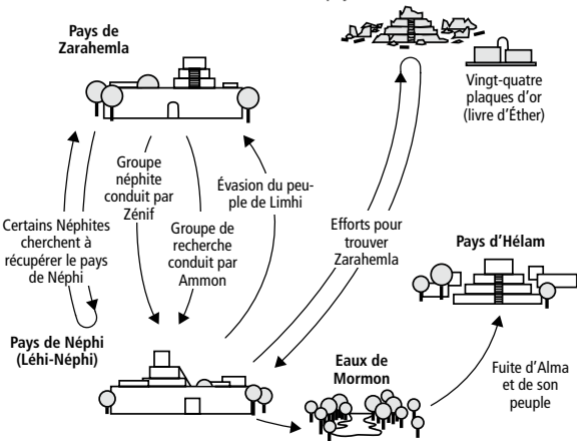 Pays de
Zarahemla
Vingt-quatre
plaques d'or
(livre d'Éther)
Groupe
néphite
conduit par
Zénif
Évasion du peu-
ple de Limhi
Certains Néphites
cherchent à
récupérer le pays
de Néphi
Groupe de
recherche
conduit par
Ammon
Efforts pour
trouver
Zarahemla
Pays d'Hélam
Pays de Néphi
(Léhi-Néphi)
Eaux de
Mormon
Fuite d'Alma
et de son
peuple